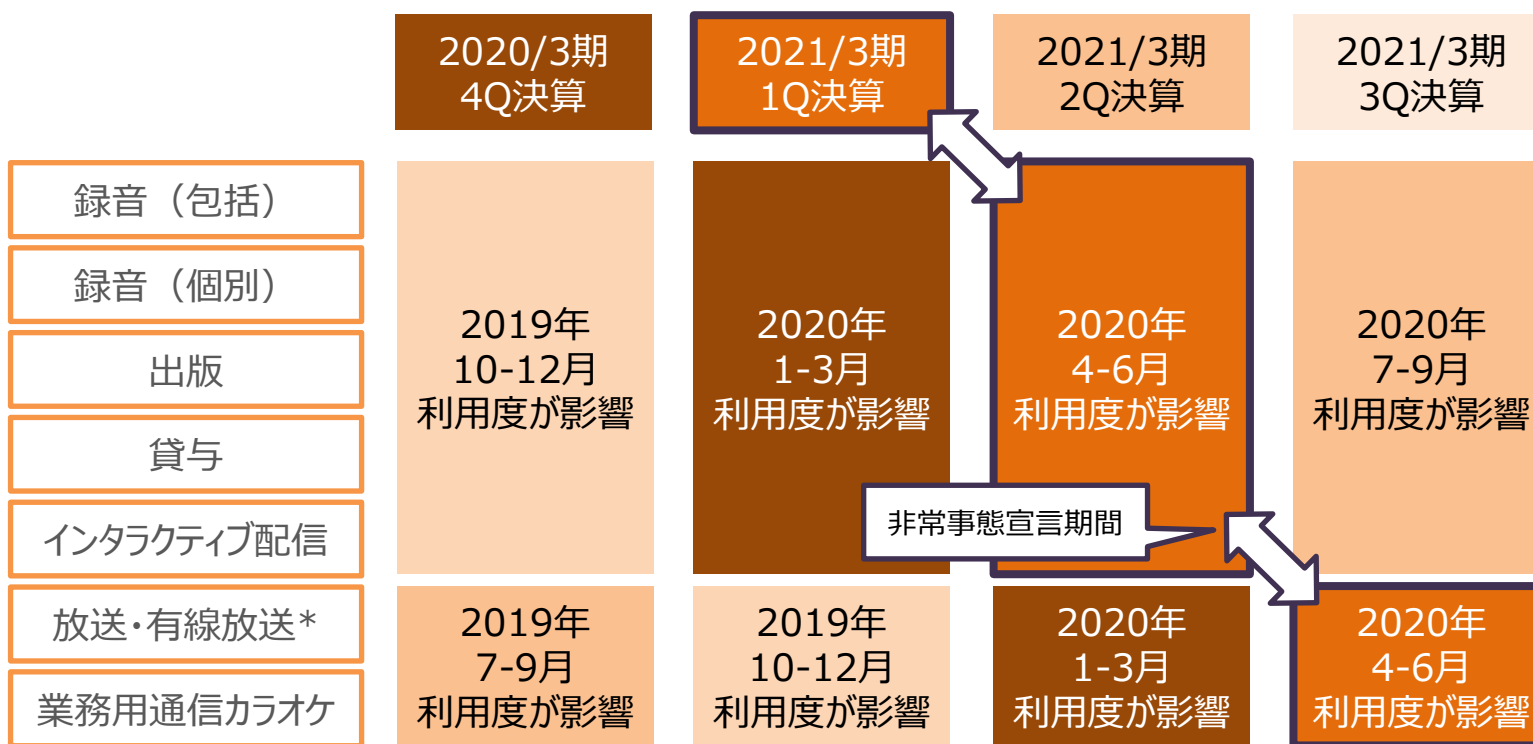 2020/3期
4Q決算
2021/3期
1Q決算
2021/3期
2Q決算
2021/3期
3Q決算
録音（包括）
録音（個別）
出版
貸与
インタラクティブ配信
2019年
10-12月
利用度が影響
2020年
1-3月
利用度が影響
2020年
4-6月
利用度が影響
2020年
7-9月
利用度が影響
非常事態宣言期間
放送・有線放送*
業務用通信カラオケ
2019年
7-9月
利用度が影響
2019年
10-12月
利用度が影響
2020年
1-3月
利用度が影響
2020年
4-6月
利用度が影響